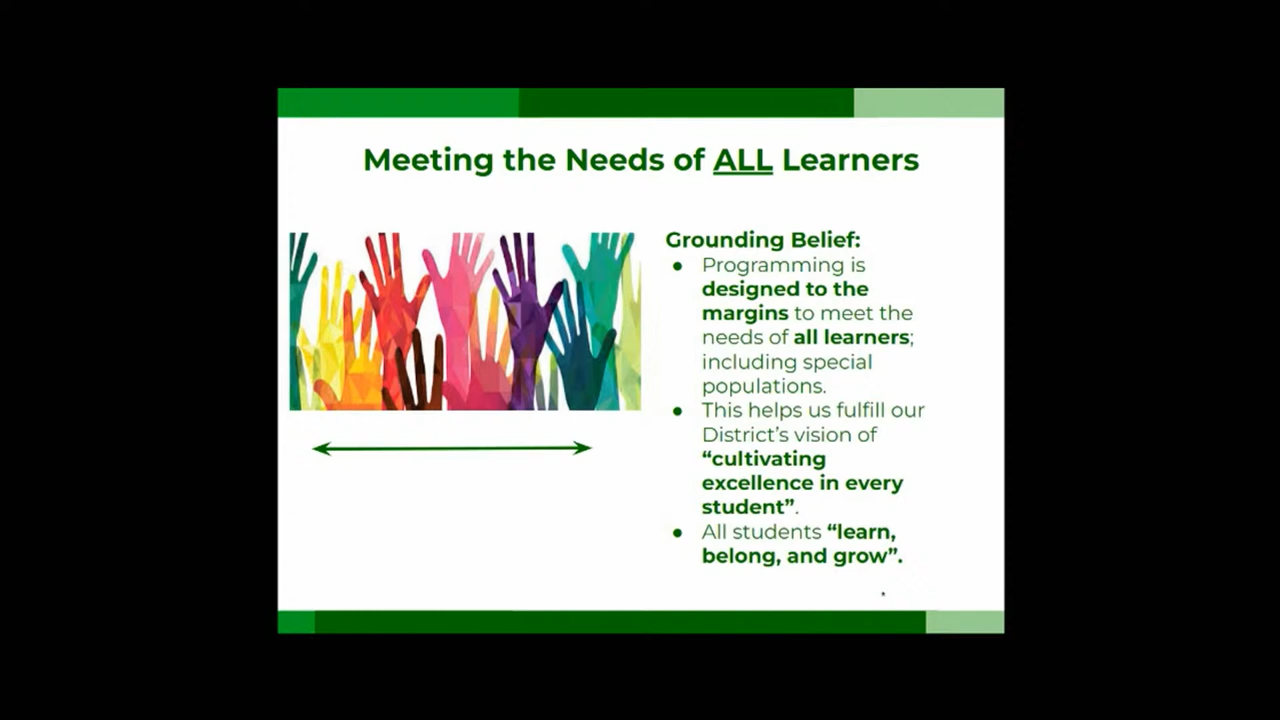 Meeting the Needs of ALL Learners
Grounding Belief:
● Programming is
designed to the
margins to meet the
needs of all learners;
including special
populations.
● This helps us fulfill our
District’s vision of
“cultivating
excellence in every
student”.
● All students “learn,
belong, and grow”.
*